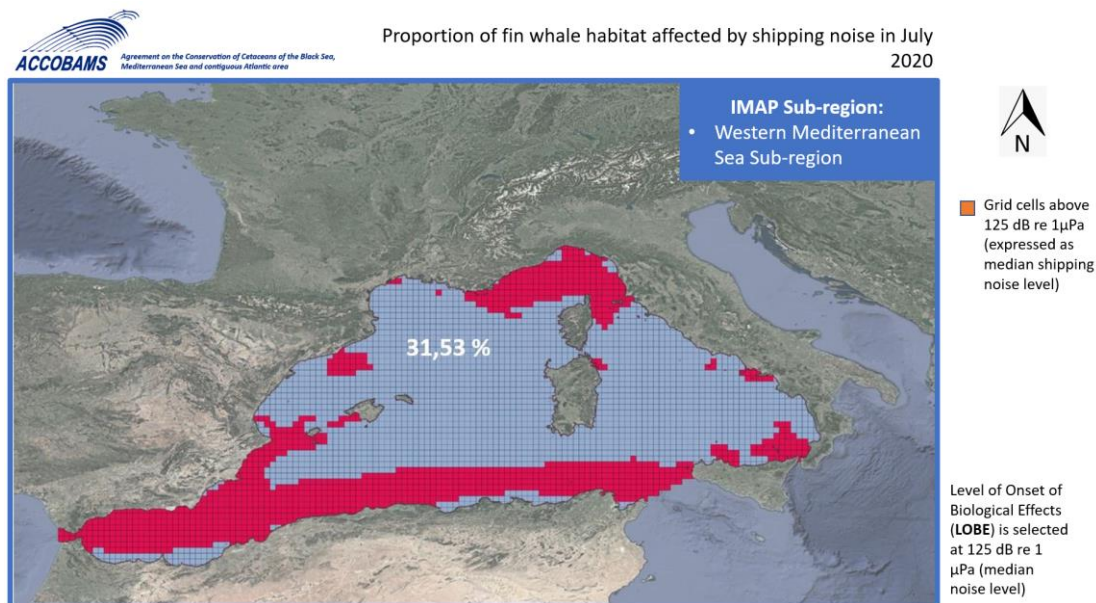 ACCOBAMS
Agreement on the Conservation of Cetaceans of the Black Sea,
Mediterranean Sea and contiguous Atlantic area
Proportion of fin whale habitat affected by shipping noise in July
2020
IMAP Sub-region:
• Western Mediterranean
Sea Sub-region
N
Grid cells above
125 dB re 1µPa
(expressed as
median shipping
noise level)
31,53 %
Level of Onset of
Biological Effects
(LOBE) is selected
at 125 dB re 1
µPa (median
noise level)